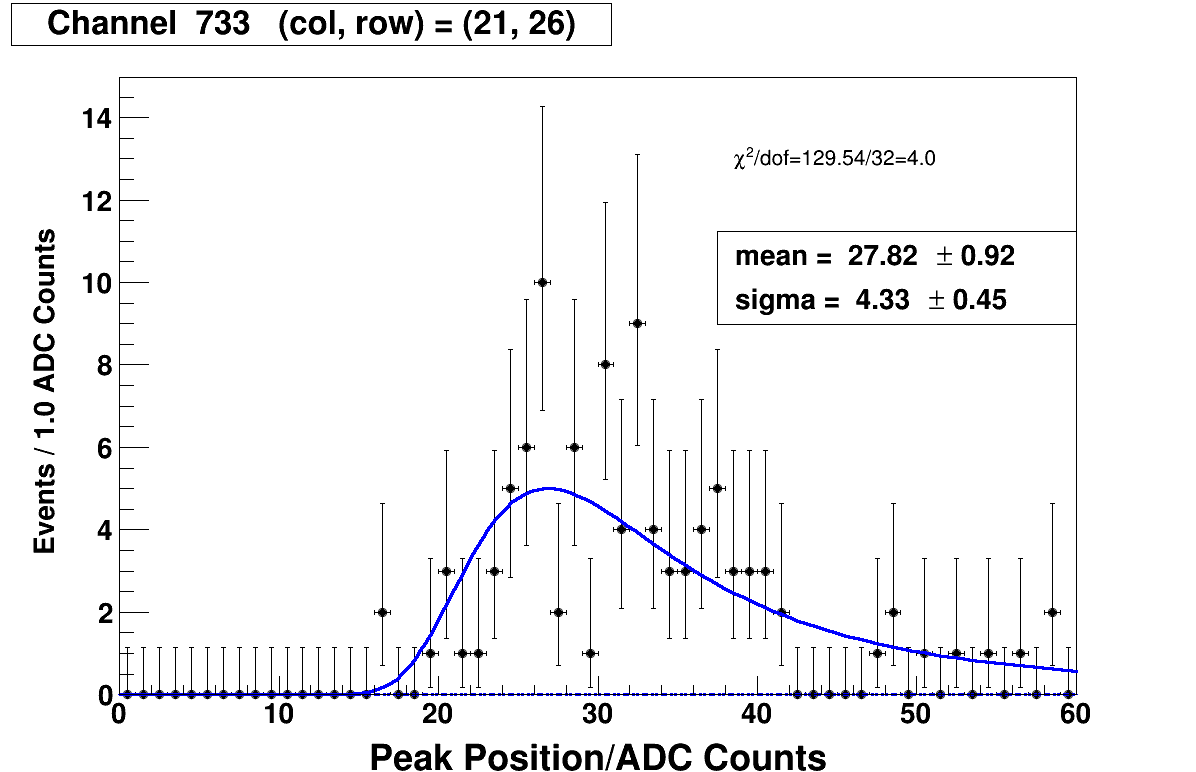 Channel 733 (col, row) = (21, 26)
χ²/dof=129.54/32=4.0
mean = 27.82 ± 0.92
sigma = 4.33 ± 0.45
Events / 1.0 ADC Counts
14
12
10
8
6
4
2
0
0 10 20 30 40 50 60
Peak Position/ADC Counts